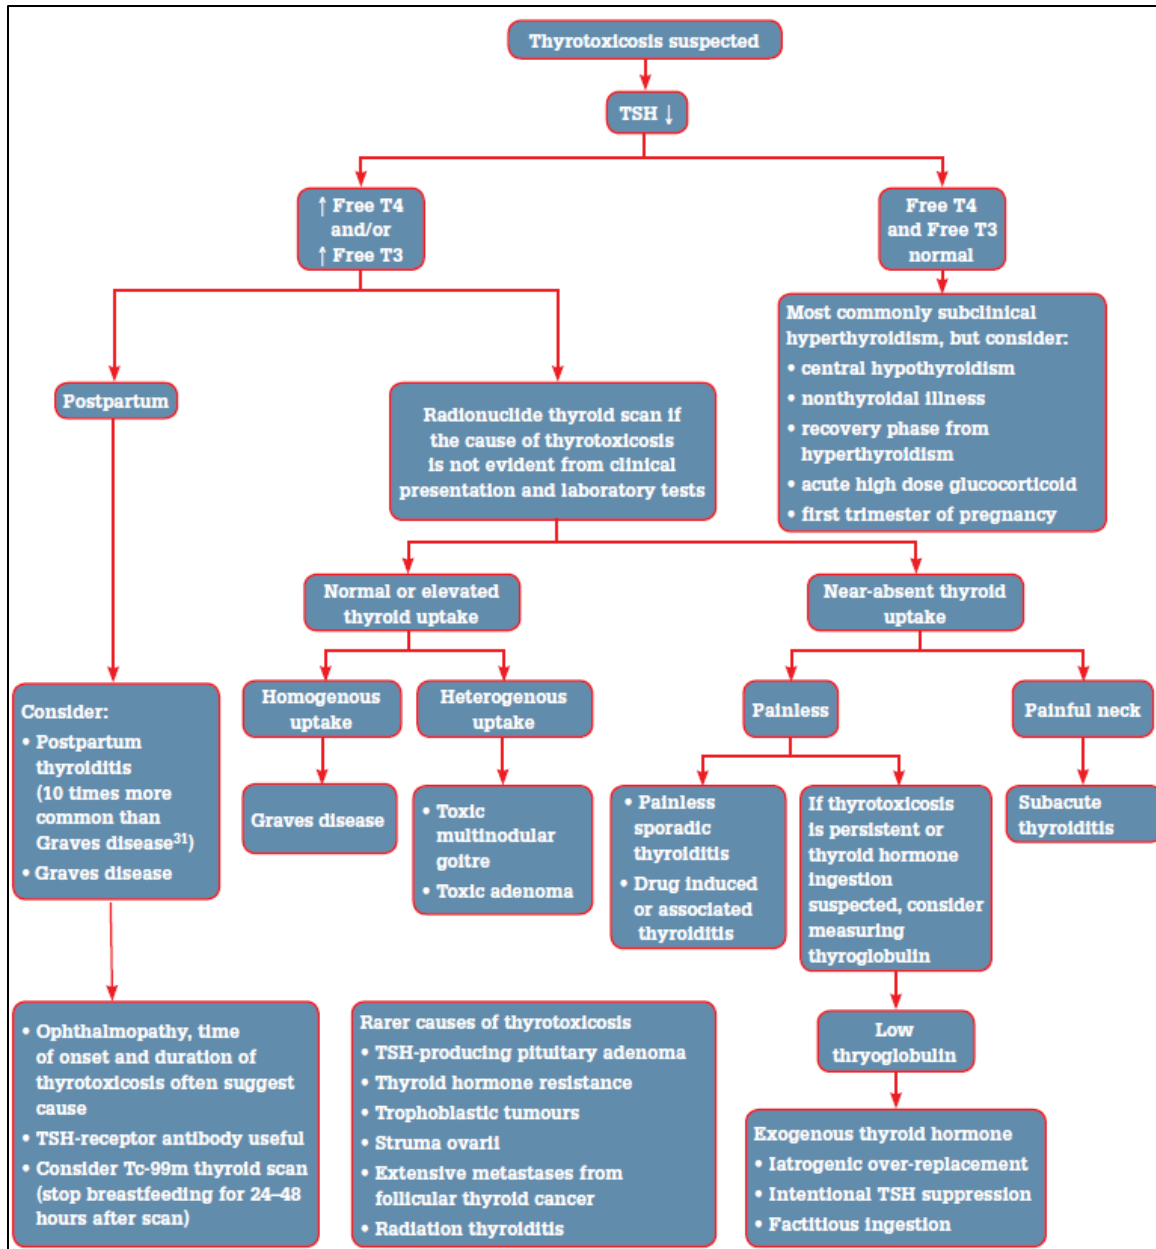 Thyrotoxicosis suspected
TSH ↓
↑ Free T4
and/or
↑ Free T3
Free T4
and Free T3
normal
Most commonly subclinical
hyperthyroidism, but consider:
• central hypothyroidism
• nonthyroidal illness
• recovery phase from
hyperthyroidism
• acute high dose glucocorticoid
• first trimester of pregnancy
Postpartum
Radionuclide thyroid scan if
the cause of thyrotoxicosis
is not evident from clinical
presentation and laboratory tests
Normal or elevated
thyroid uptake
Near-absent thyroid
uptake
Homogenous
uptake
Heterogenous
uptake
Painless
Painful neck
Consider:
• Postpartum
thyroiditis
(10 times more
common than
Graves disease³¹)
• Graves disease
Graves disease
• Toxic
multinodular
goitre
• Toxic adenoma
• Painless
sporadic
thyroiditis
• Drug induced
or associated
thyroiditis
If thyrotoxicosis
is persistent or
thyroid hormone
ingestion
suspected, consider
measuring
thyroglobulin
Subacute
thyroiditis
Low
thryoglobulin
• Ophthalmopathy, time
of onset and duration of
thyrotoxicosis often suggest
cause
• TSH-receptor antibody useful
• Consider Tc-99m thyroid scan
(stop breastfeeding for 24–48
hours after scan)
Rarer causes of thyrotoxicosis
• TSH-producing pituitary adenoma
• Thyroid hormone resistance
• Trophoblastic tumours
• Struma ovarii
• Extensive metastases from
follicular thyroid cancer
• Radiation thyroiditis
Exogenous thyroid hormone
• Iatrogenic over-replacement
• Intentional TSH suppression
• Factitious ingestion